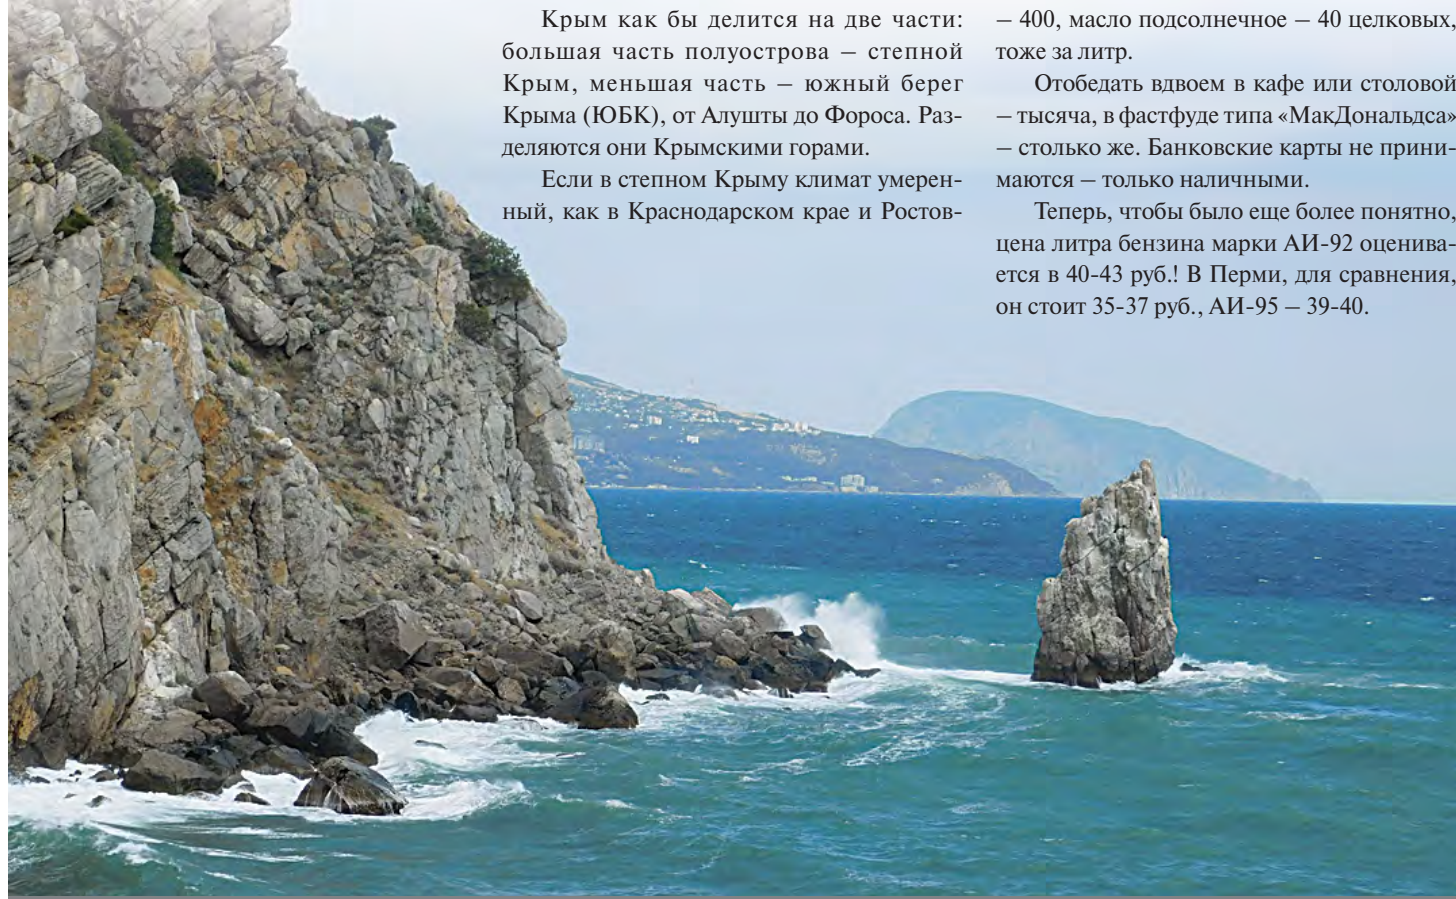 Крым как бы делится на две части:
большая часть полуострова – степной
Крым, меньшая часть – южный берег
Крыма (ЮБК), от Алушты до Фороса. Раз-
деляются они Крымскими горами.
Если в степном Крыму климат умерен-
ный, как в Краснодарском крае и Ростов-
– 400, масло подсолнечное – 40 целковых,
тоже за литр.
Отобедать вдвоем в кафе или столовой
– тысяча, в фастфуде типа «МакДональдса»
– столько же. Банковские карты не прини-
маются – только наличными.
Теперь, чтобы было еще более понятно,
цена литра бензина марки АИ-92 оценива-
ется в 40-43 руб.! В Перми, для сравнения,
он стоит 35-37 руб., АИ-95 – 39-40.